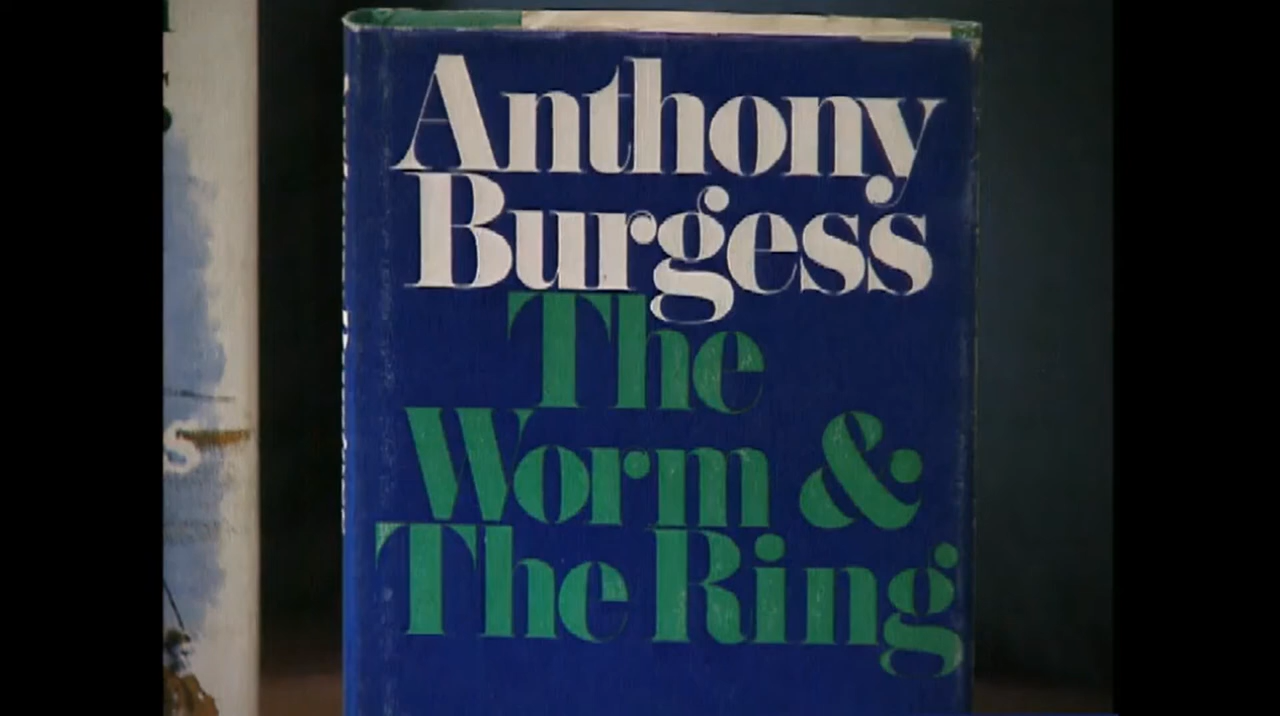 Anthony
Burgess
The
Worm &
The Ring
s